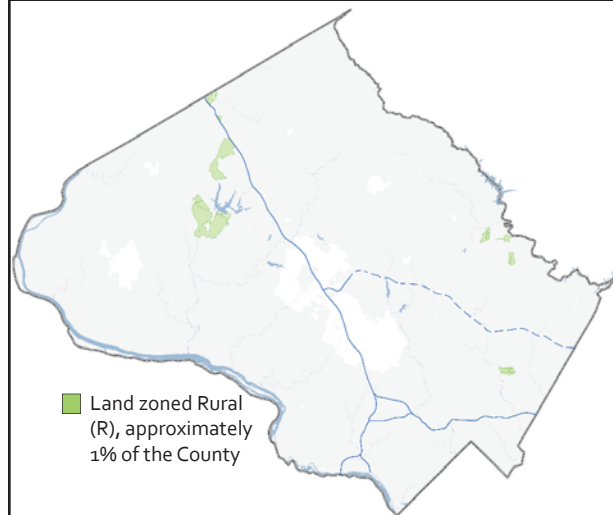 Land zoned Rural
(R), approximately
1% of the County